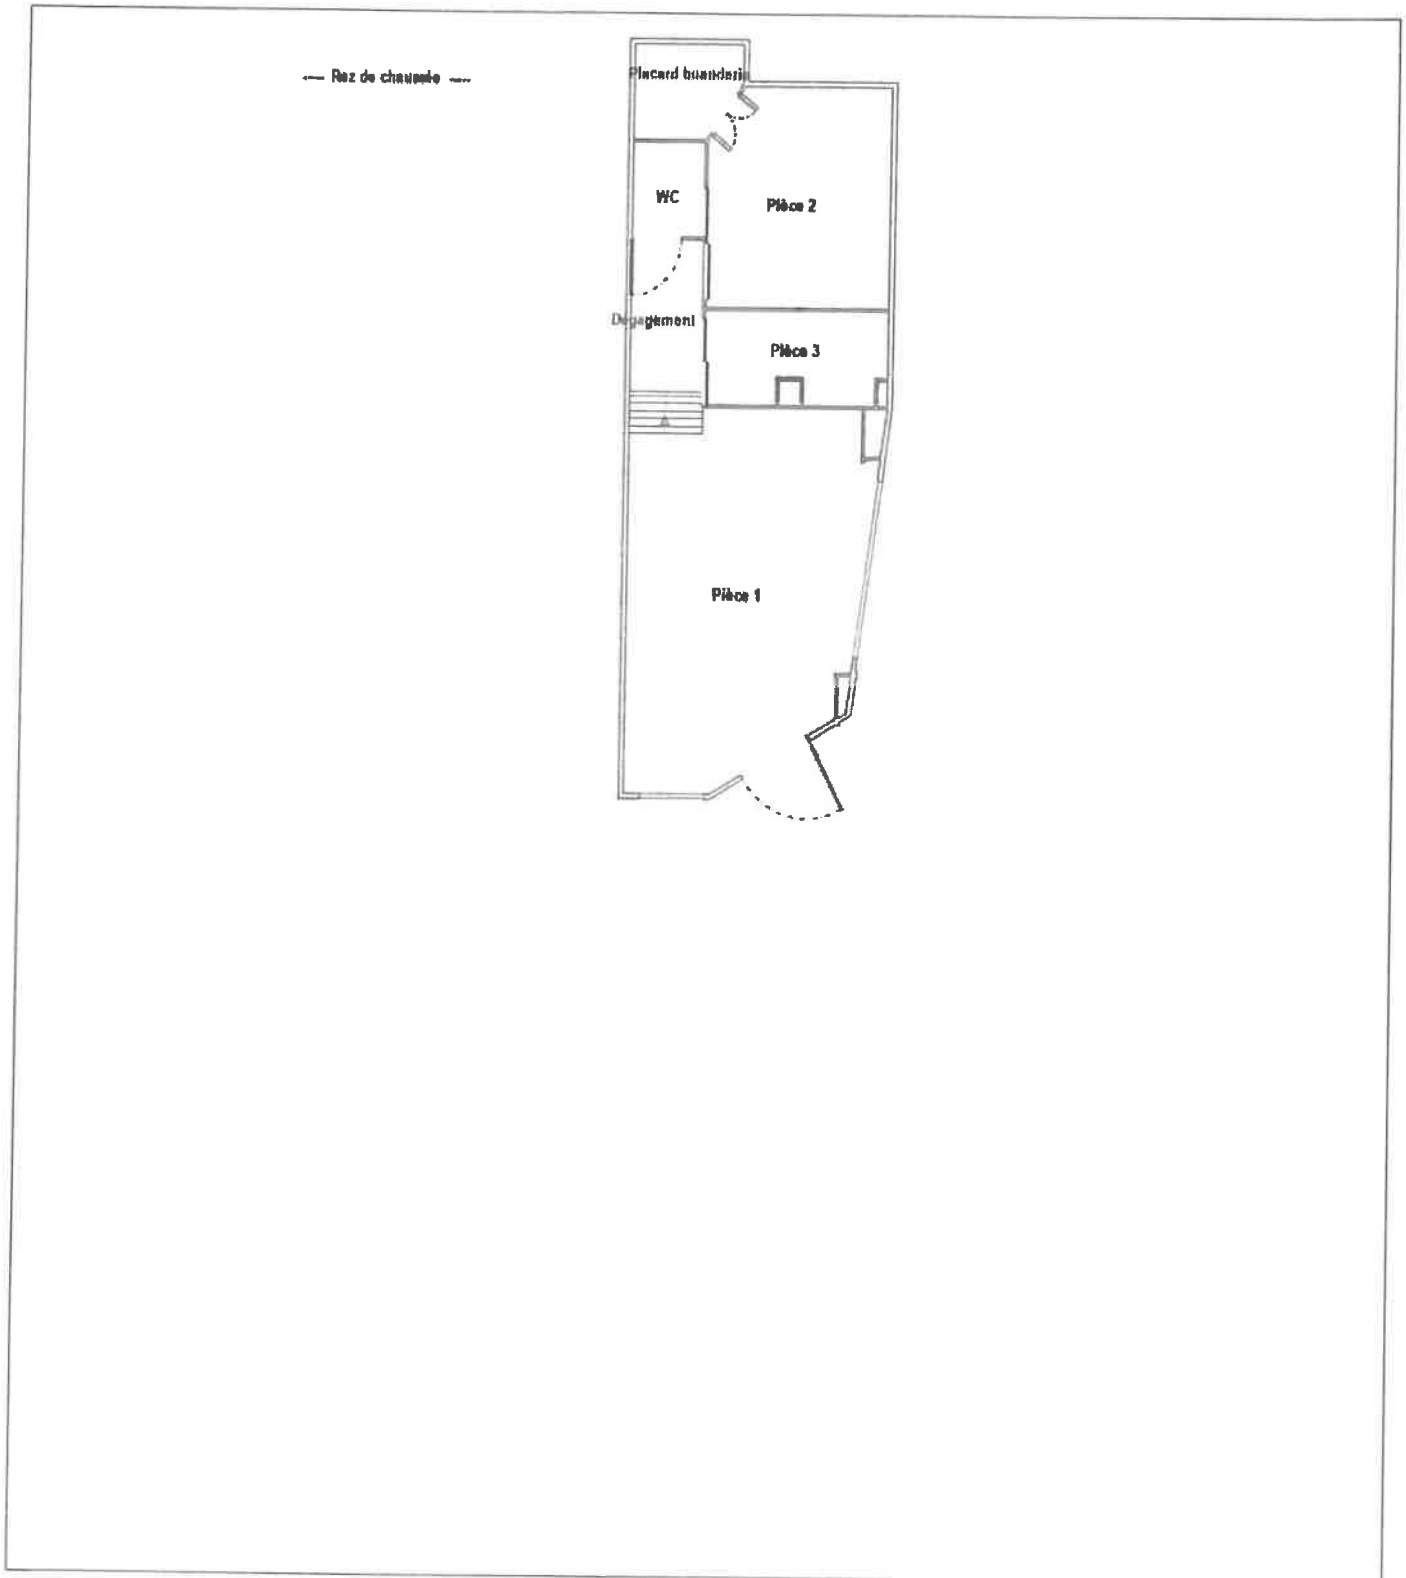 --- Rez de chaussée ---
Placard buanderie
WC
Pièce 2
Dégagement
Pièce 3
Pièce 1